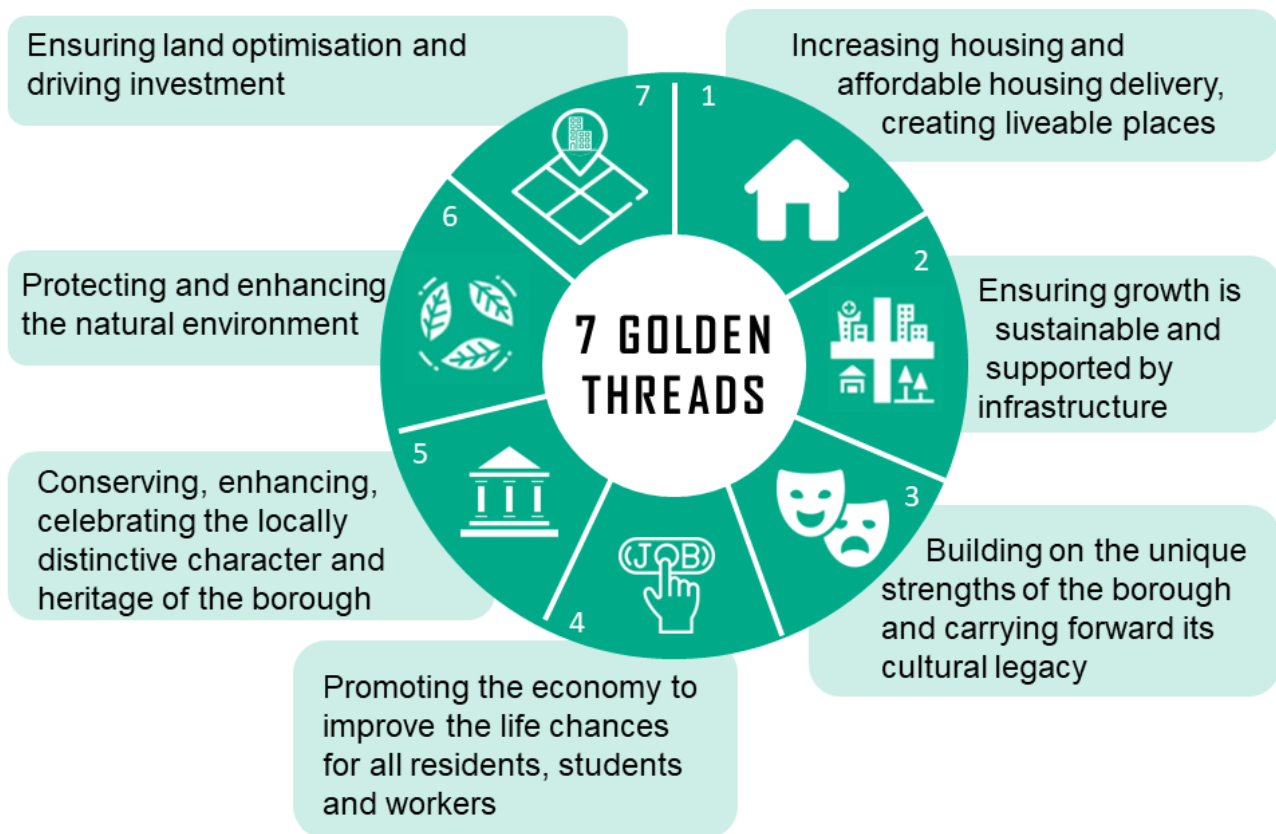 7 GOLDEN
THREADS
1
Increasing housing and
affordable housing delivery,
creating liveable places
2
Ensuring growth is
sustainable and
supported by
infrastructure
3
Building on the unique
strengths of the borough
and carrying forward its
cultural legacy
4
JOB
Promoting the economy to
improve the life chances
for all residents, students
and workers
5
Conserving, enhancing,
celebrating the locally
distinctive character and
heritage of the borough
6
Protecting and enhancing
the natural environment
7
Ensuring land optimisation and
driving investment